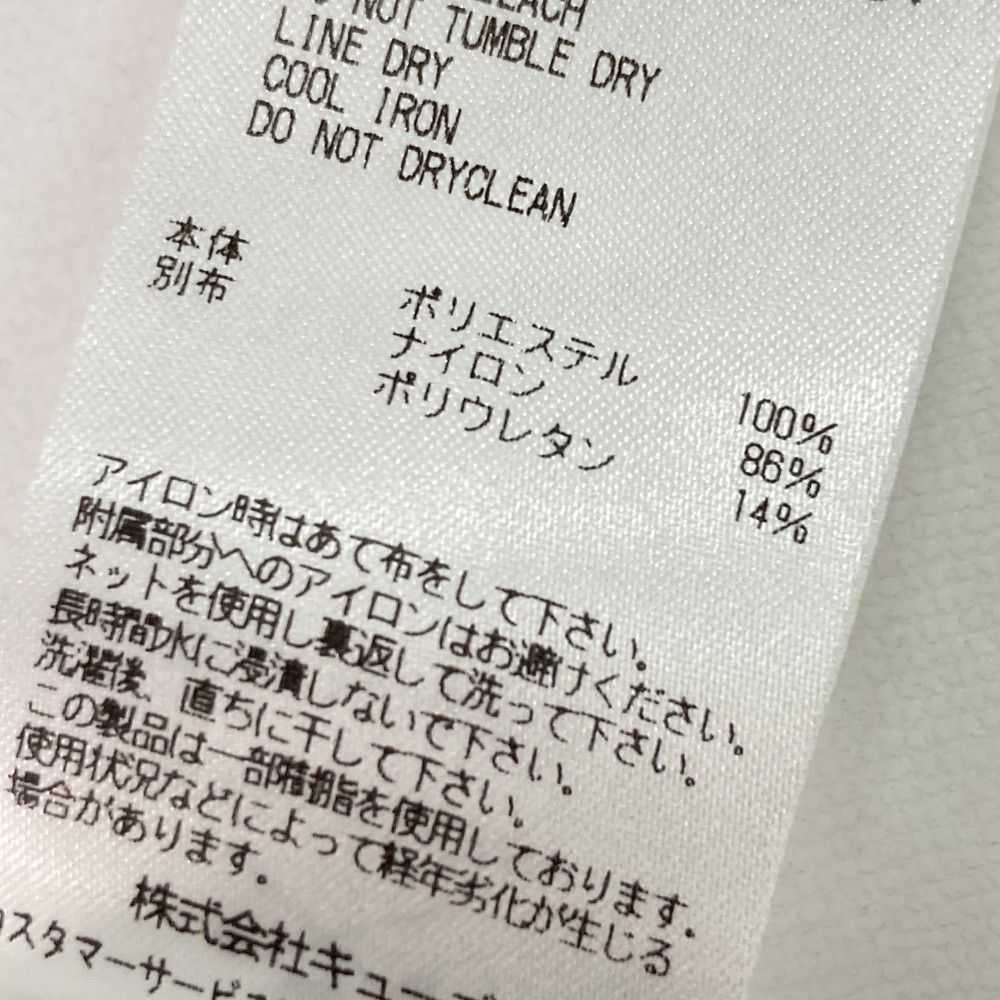 DO NOT TUMBLE DRY
LINE DRY
COOL IRON
DO NOT DRYCLEAN
本体 ポリエステル 100%
別布 ナイロン 86%
ポリウレタン 14%
アイロン時はあて布をして下さい。
附属部分へのアイロンはお避けください。
ネットを使用し裏返して洗って下さい。
長時間水に浸漬しないで下さい。
洗濯後、直ちに干して下さい。
この製品は一部樹脂を使用しております。
使用状況などによって経年劣化が生じる
場合があります。
株式会社キュー
スタマーサービス